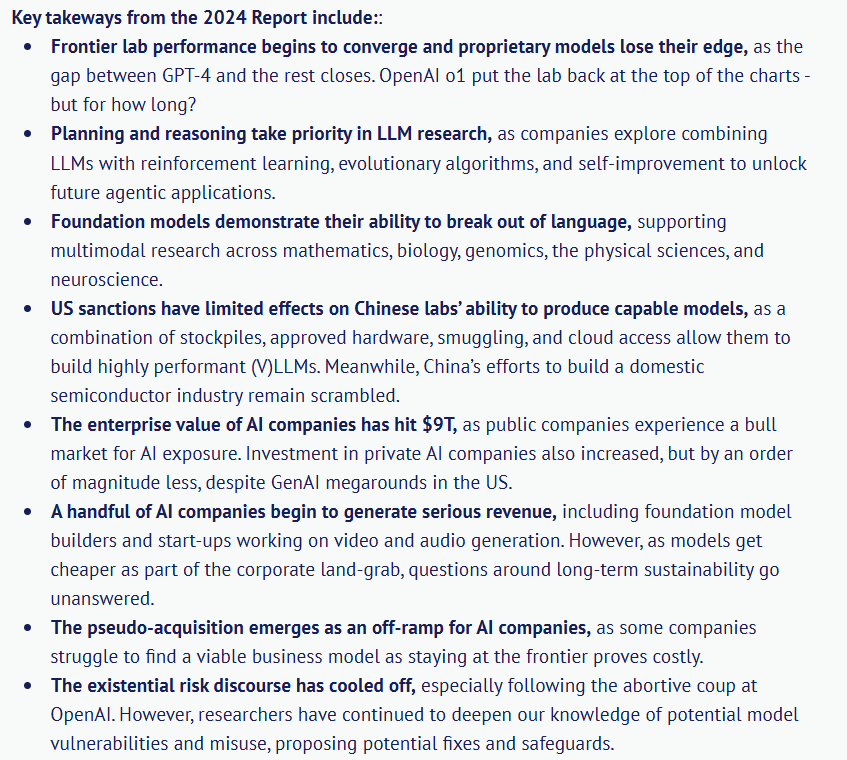 Key takeways from the 2024 Report include::
• Frontier lab performance begins to converge and proprietary models lose their edge, as the
gap between GPT-4 and the rest closes. OpenAI o1 put the lab back at the top of the charts -
but for how long?
• Planning and reasoning take priority in LLM research, as companies explore combining
LLMs with reinforcement learning, evolutionary algorithms, and self-improvement to unlock
future agentic applications.
• Foundation models demonstrate their ability to break out of language, supporting
multimodal research across mathematics, biology, genomics, the physical sciences, and
neuroscience.
• US sanctions have limited effects on Chinese labs’ ability to produce capable models, as a
combination of stockpiles, approved hardware, smuggling, and cloud access allow them to
build highly performant (V)LLMs. Meanwhile, China’s efforts to build a domestic
semiconductor industry remain scrambled.
• The enterprise value of AI companies has hit $9T, as public companies experience a bull
market for AI exposure. Investment in private AI companies also increased, but by an order
of magnitude less, despite GenAI megarounds in the US.
• A handful of AI companies begin to generate serious revenue, including foundation model
builders and start-ups working on video and audio generation. However, as models get
cheaper as part of the corporate land-grab, questions around long-term sustainability go
unanswered.
• The pseudo-acquisition emerges as an off-ramp for AI companies, as some companies
struggle to find a viable business model as staying at the frontier proves costly.
• The existential risk discourse has cooled off, especially following the abortive coup at
OpenAI. However, researchers have continued to deepen our knowledge of potential model
vulnerabilities and misuse, proposing potential fixes and safeguards.